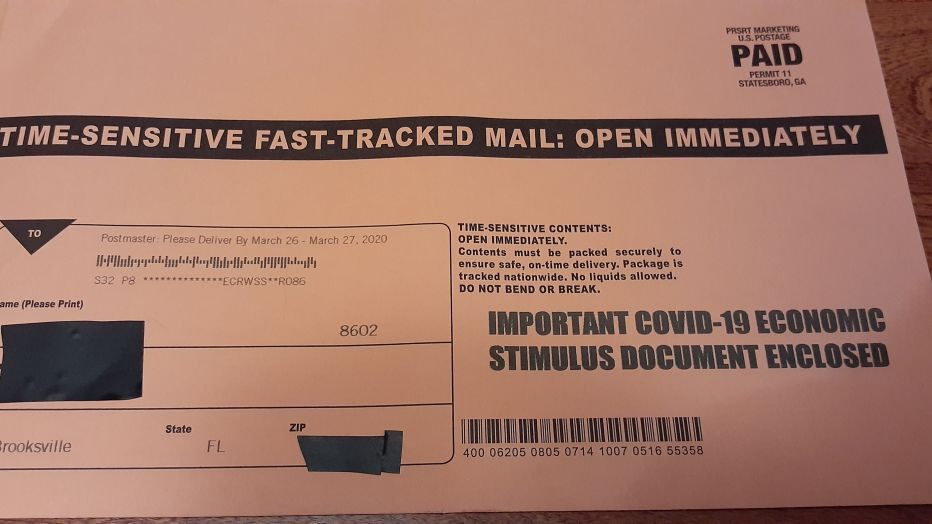 PRSRT MARKETING
U.S. POSTAGE
PAID
PERMIT 11
STATESBORO, GA
TIME-SENSITIVE FAST-TRACKED MAIL: OPEN IMMEDIATELY
TO
Postmaster: Please Deliver By March 26 - March 27, 2020
S32 P8 **************ECRWSS**R086
ame (Please Print)
8602
State
ZIP
rooksville
FL
TIME-SENSITIVE CONTENTS:
OPEN IMMEDIATELY.
Contents must be packed securely to
ensure safe, on-time delivery. Package is
tracked nationwide. No liquids allowed.
DO NOT BEND OR BREAK.
IMPORTANT COVID-19 ECONOMIC
STIMULUS DOCUMENT ENCLOSED
400 06205 0805 0714 1007 0516 55358